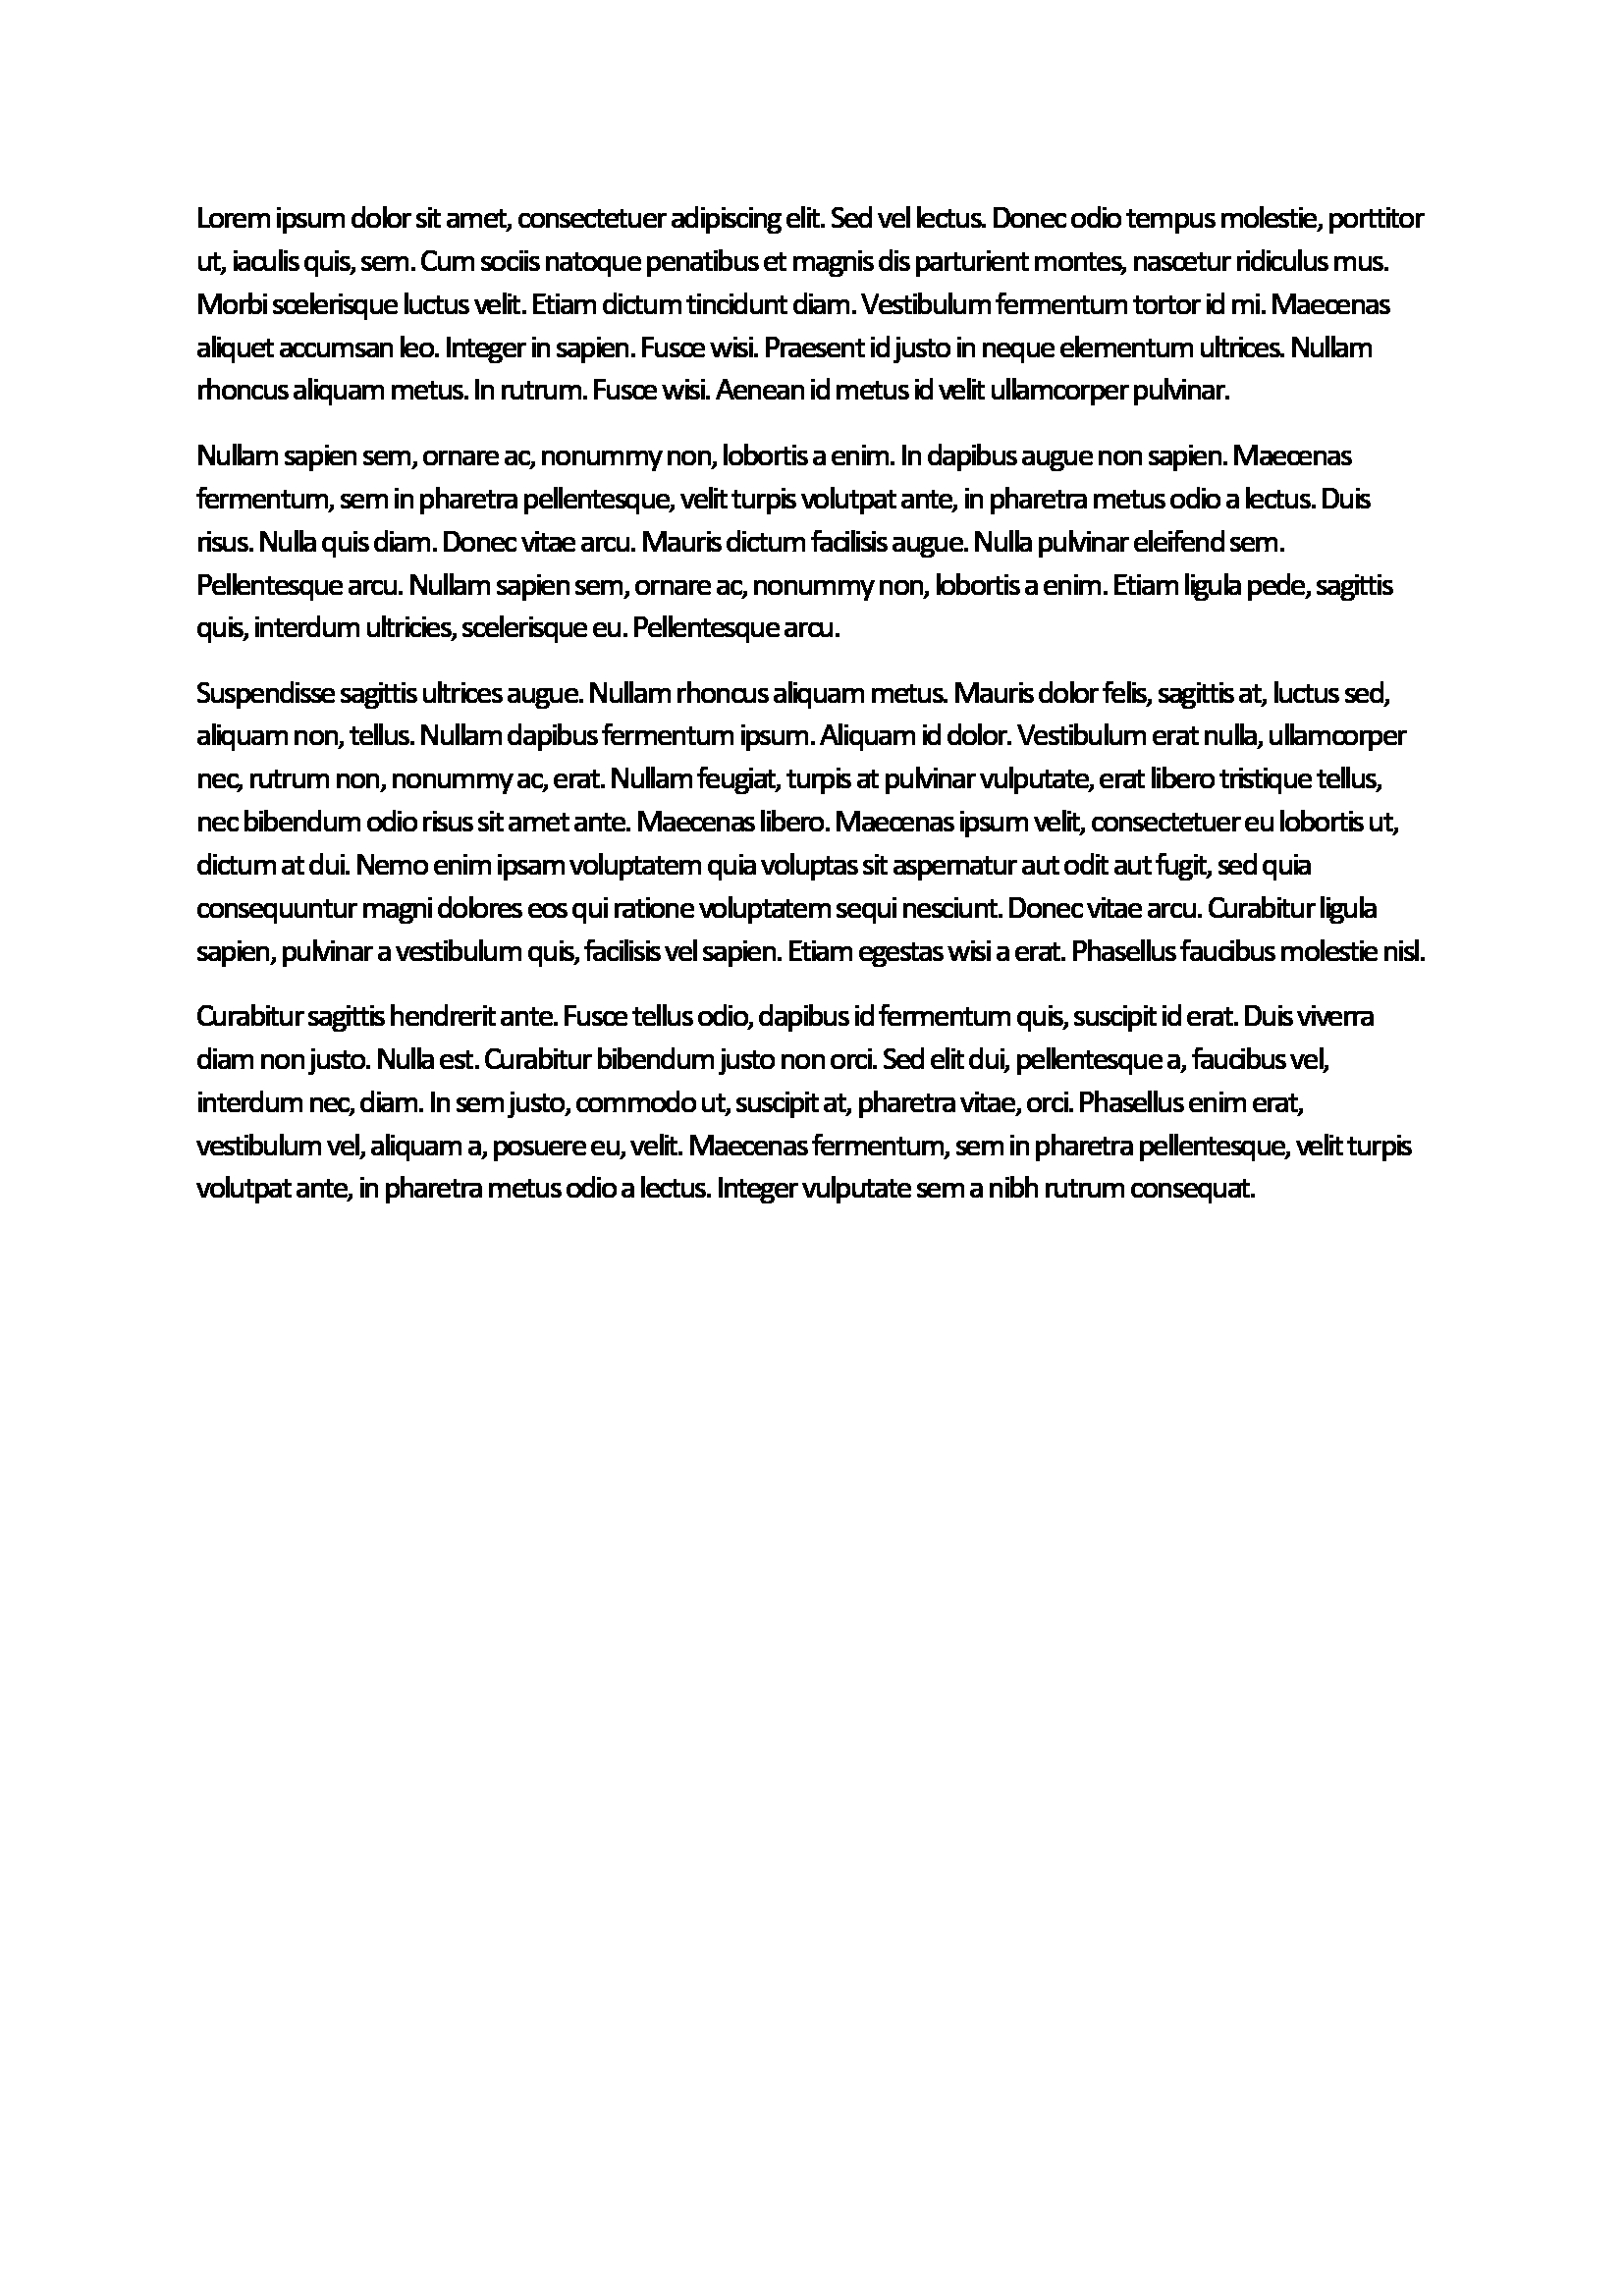 Lorem ipsum dolor sit amet, consectetuer adipiscing elit. Sed vel lectus. Donec odio tempus molestie, porttitor
ut, iaculis quis, sem. Cum sociis natoque penatibus et magnis dis parturient montes, nascetur ridiculus mus.
Morbi scelerisque luctus velit. Etiam dictum tincidunt diam. Vestibulum fermentum tortor id mi. Maecenas
aliquet accumsan leo. Integer in sapien. Fusce wisi. Praesent id justo in neque elementum ultrices. Nullam
rhoncus aliquam metus. In rutrum. Fusce wisi. Aenean id metus id velit ullamcorper pulvinar.
Nullam sapien sem, ornare ac, nonummy non, lobortis a enim. In dapibus augue non sapien. Maecenas
fermentum, sem in pharetra pellentesque, velit turpis volutpat ante, in pharetra metus odio a lectus. Duis
risus. Nulla quis diam. Donec vitae arcu. Mauris dictum facilisis augue. Nulla pulvinar eleifend sem.
Pellentesque arcu. Nullam sapien sem, ornare ac, nonummy non, lobortis a enim. Etiam ligula pede, sagittis
quis, interdum ultricies, scelerisque eu. Pellentesque arcu.
Suspendisse sagittis ultrices augue. Nullam rhoncus aliquam metus. Mauris dolor felis, sagittis at, luctus sed,
aliquam non, tellus. Nullam dapibus fermentum ipsum. Aliquam id dolor. Vestibulum erat nulla, ullamcorper
nec, rutrum non, nonummy ac, erat. Nullam feugiat, turpis at pulvinar vulputate, erat libero tristique tellus,
nec bibendum odio risus sit amet ante. Maecenas libero. Maecenas ipsum velit, consectetuer eu lobortis ut,
dictum at dui. Nemo enim ipsam voluptatem quia voluptas sit aspernatur aut odit aut fugit, sed quia
consequuntur magni dolores eos qui ratione voluptatem sequi nesciunt. Donec vitae arcu. Curabitur ligula
sapien, pulvinar a vestibulum quis, facilisis vel sapien. Etiam egestas wisi a erat. Phasellus faucibus molestie nisl.
Curabitur sagittis hendrerit ante. Fusce tellus odio, dapibus id fermentum quis, suscipit id erat. Duis viverra
diam non justo. Nulla est. Curabitur bibendum justo non orci. Sed elit dui, pellentesque a, faucibus vel,
interdum nec, diam. In sem justo, commodo ut, suscipit at, pharetra vitae, orci. Phasellus enim erat,
vestibulum vel, aliquam a, posuere eu, velit. Maecenas fermentum, sem in pharetra pellentesque, velit turpis
volutpat ante, in pharetra metus odio a lectus. Integer vulputate sem a nibh rutrum consequat.